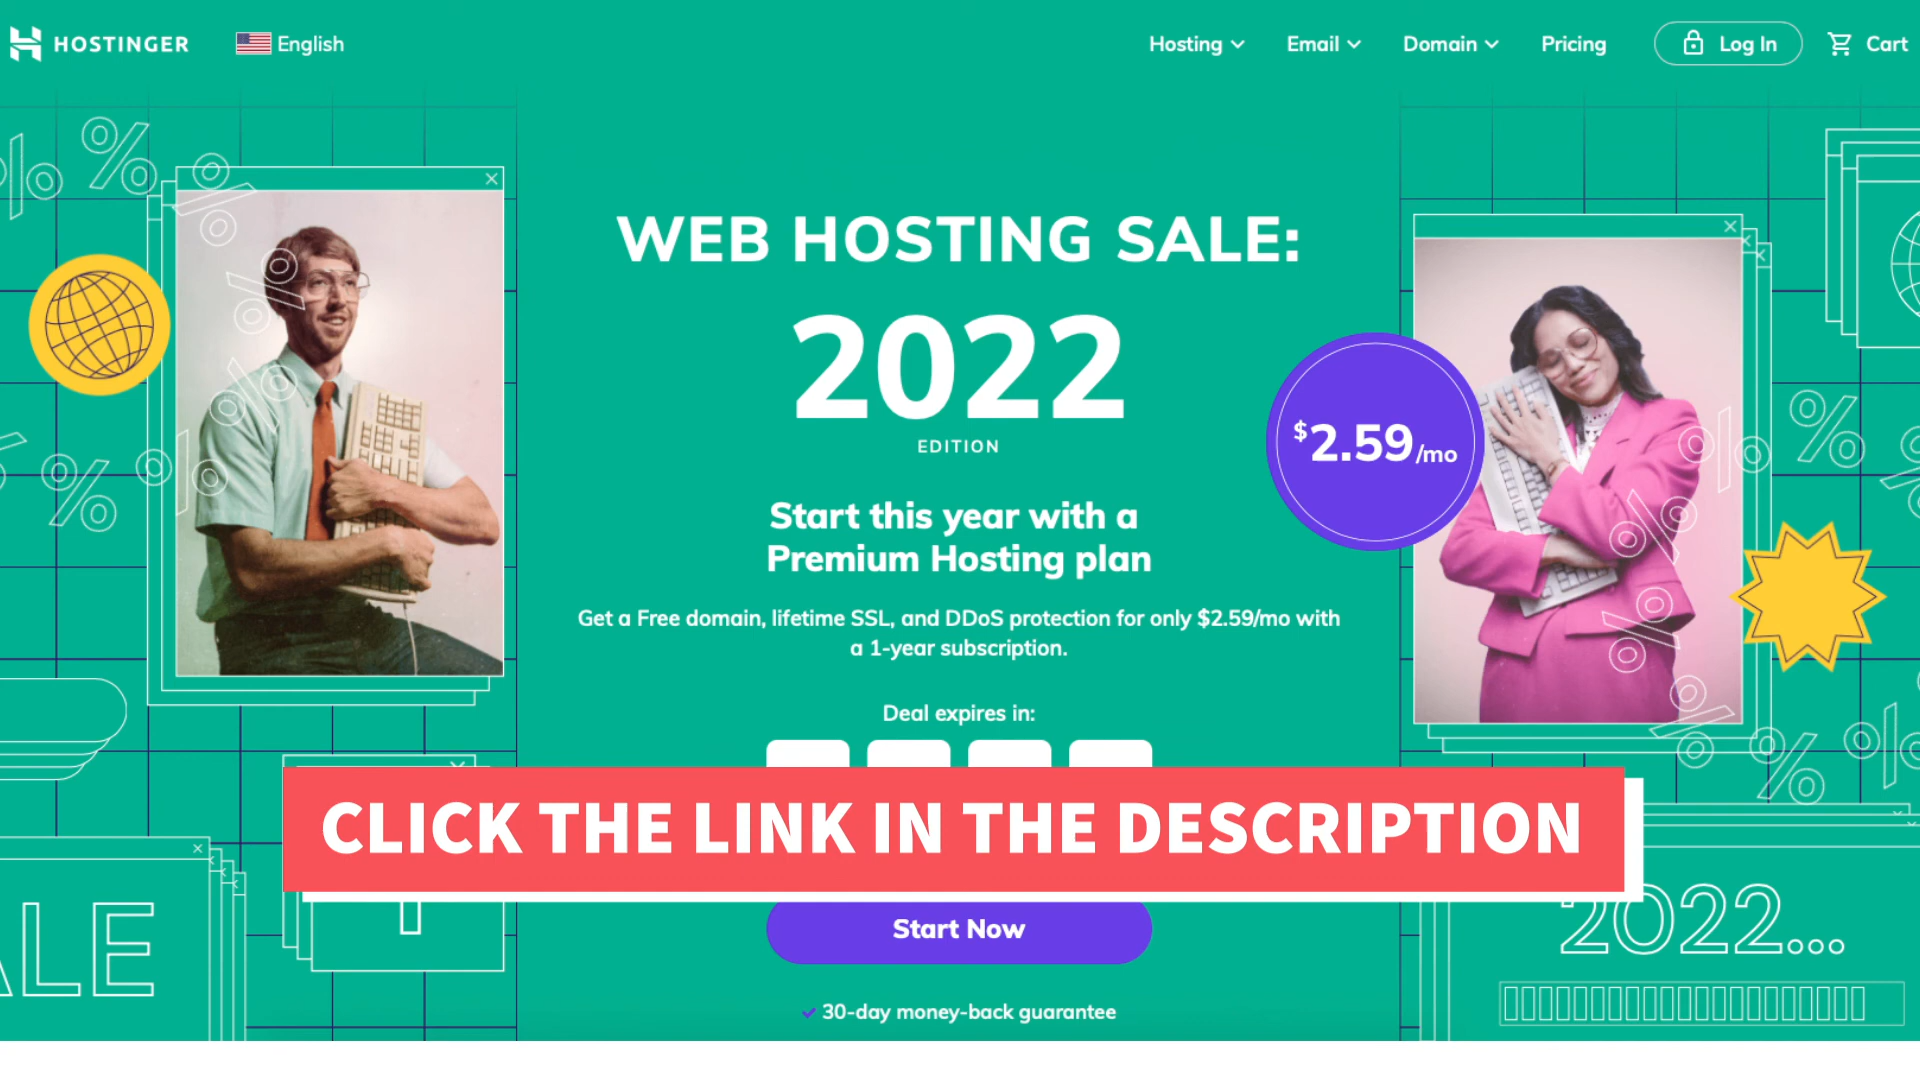 HOSTINGER
English
Hosting
Email
Domain
Pricing
Log In
Cart
WEB HOSTING SALE:
2022
EDITION
$2.59/mo
Start this year with a
Premium Hosting plan
Get a Free domain, lifetime SSL, and DDoS protection for only $2.59/mo with
a 1-year subscription.
Deal expires in:
CLICK THE LINK IN THE DESCRIPTION
Start Now
30-day money-back guarantee
ALE
2022...